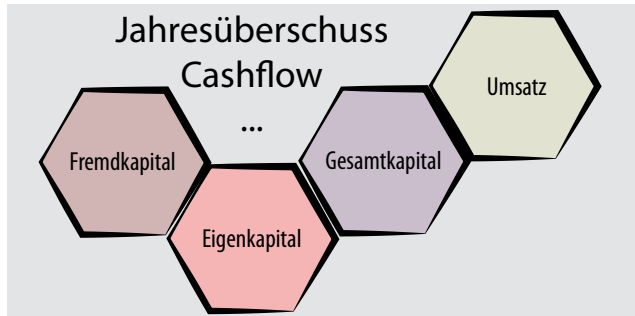 Jahresüberschuss
Cashflow
...
Umsatz
Fremdkapital
Gesamtkapital
Eigenkapital